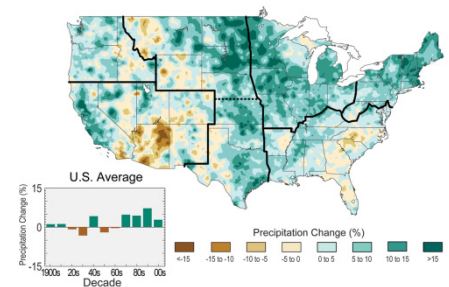 U.S. Average
Precipitation Change (%)
15
0
-15
1900s 20s 40s 60s 80s 00s
Decade
Precipitation Change (%)
<-15 -15 to -10 -10 to -5 -5 to 0 0 to 5 5 to 10 10 to 15 >15